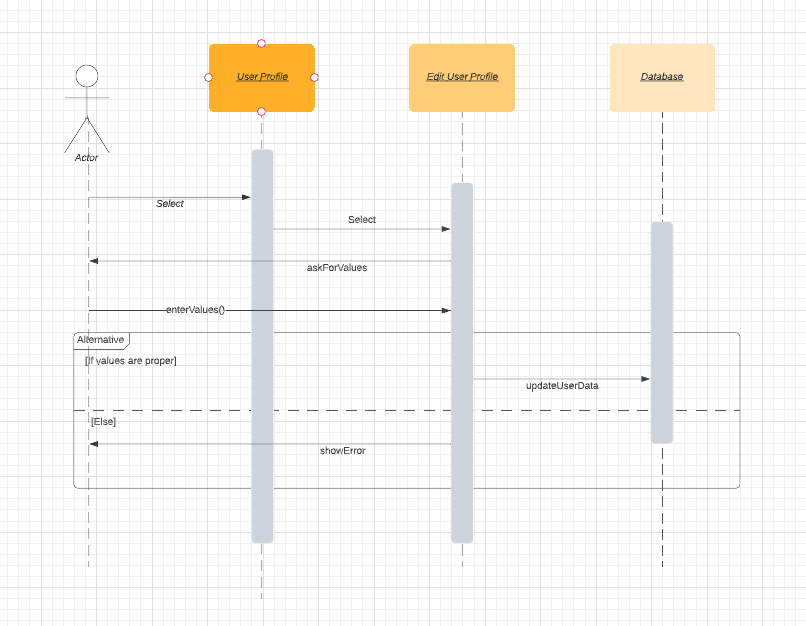 User Profile
Edit User Profile
Database
Actor
Select
Select
askForValues
enterValues()
Alternative
[If values are proper]
updateUserData
[Else]
showError